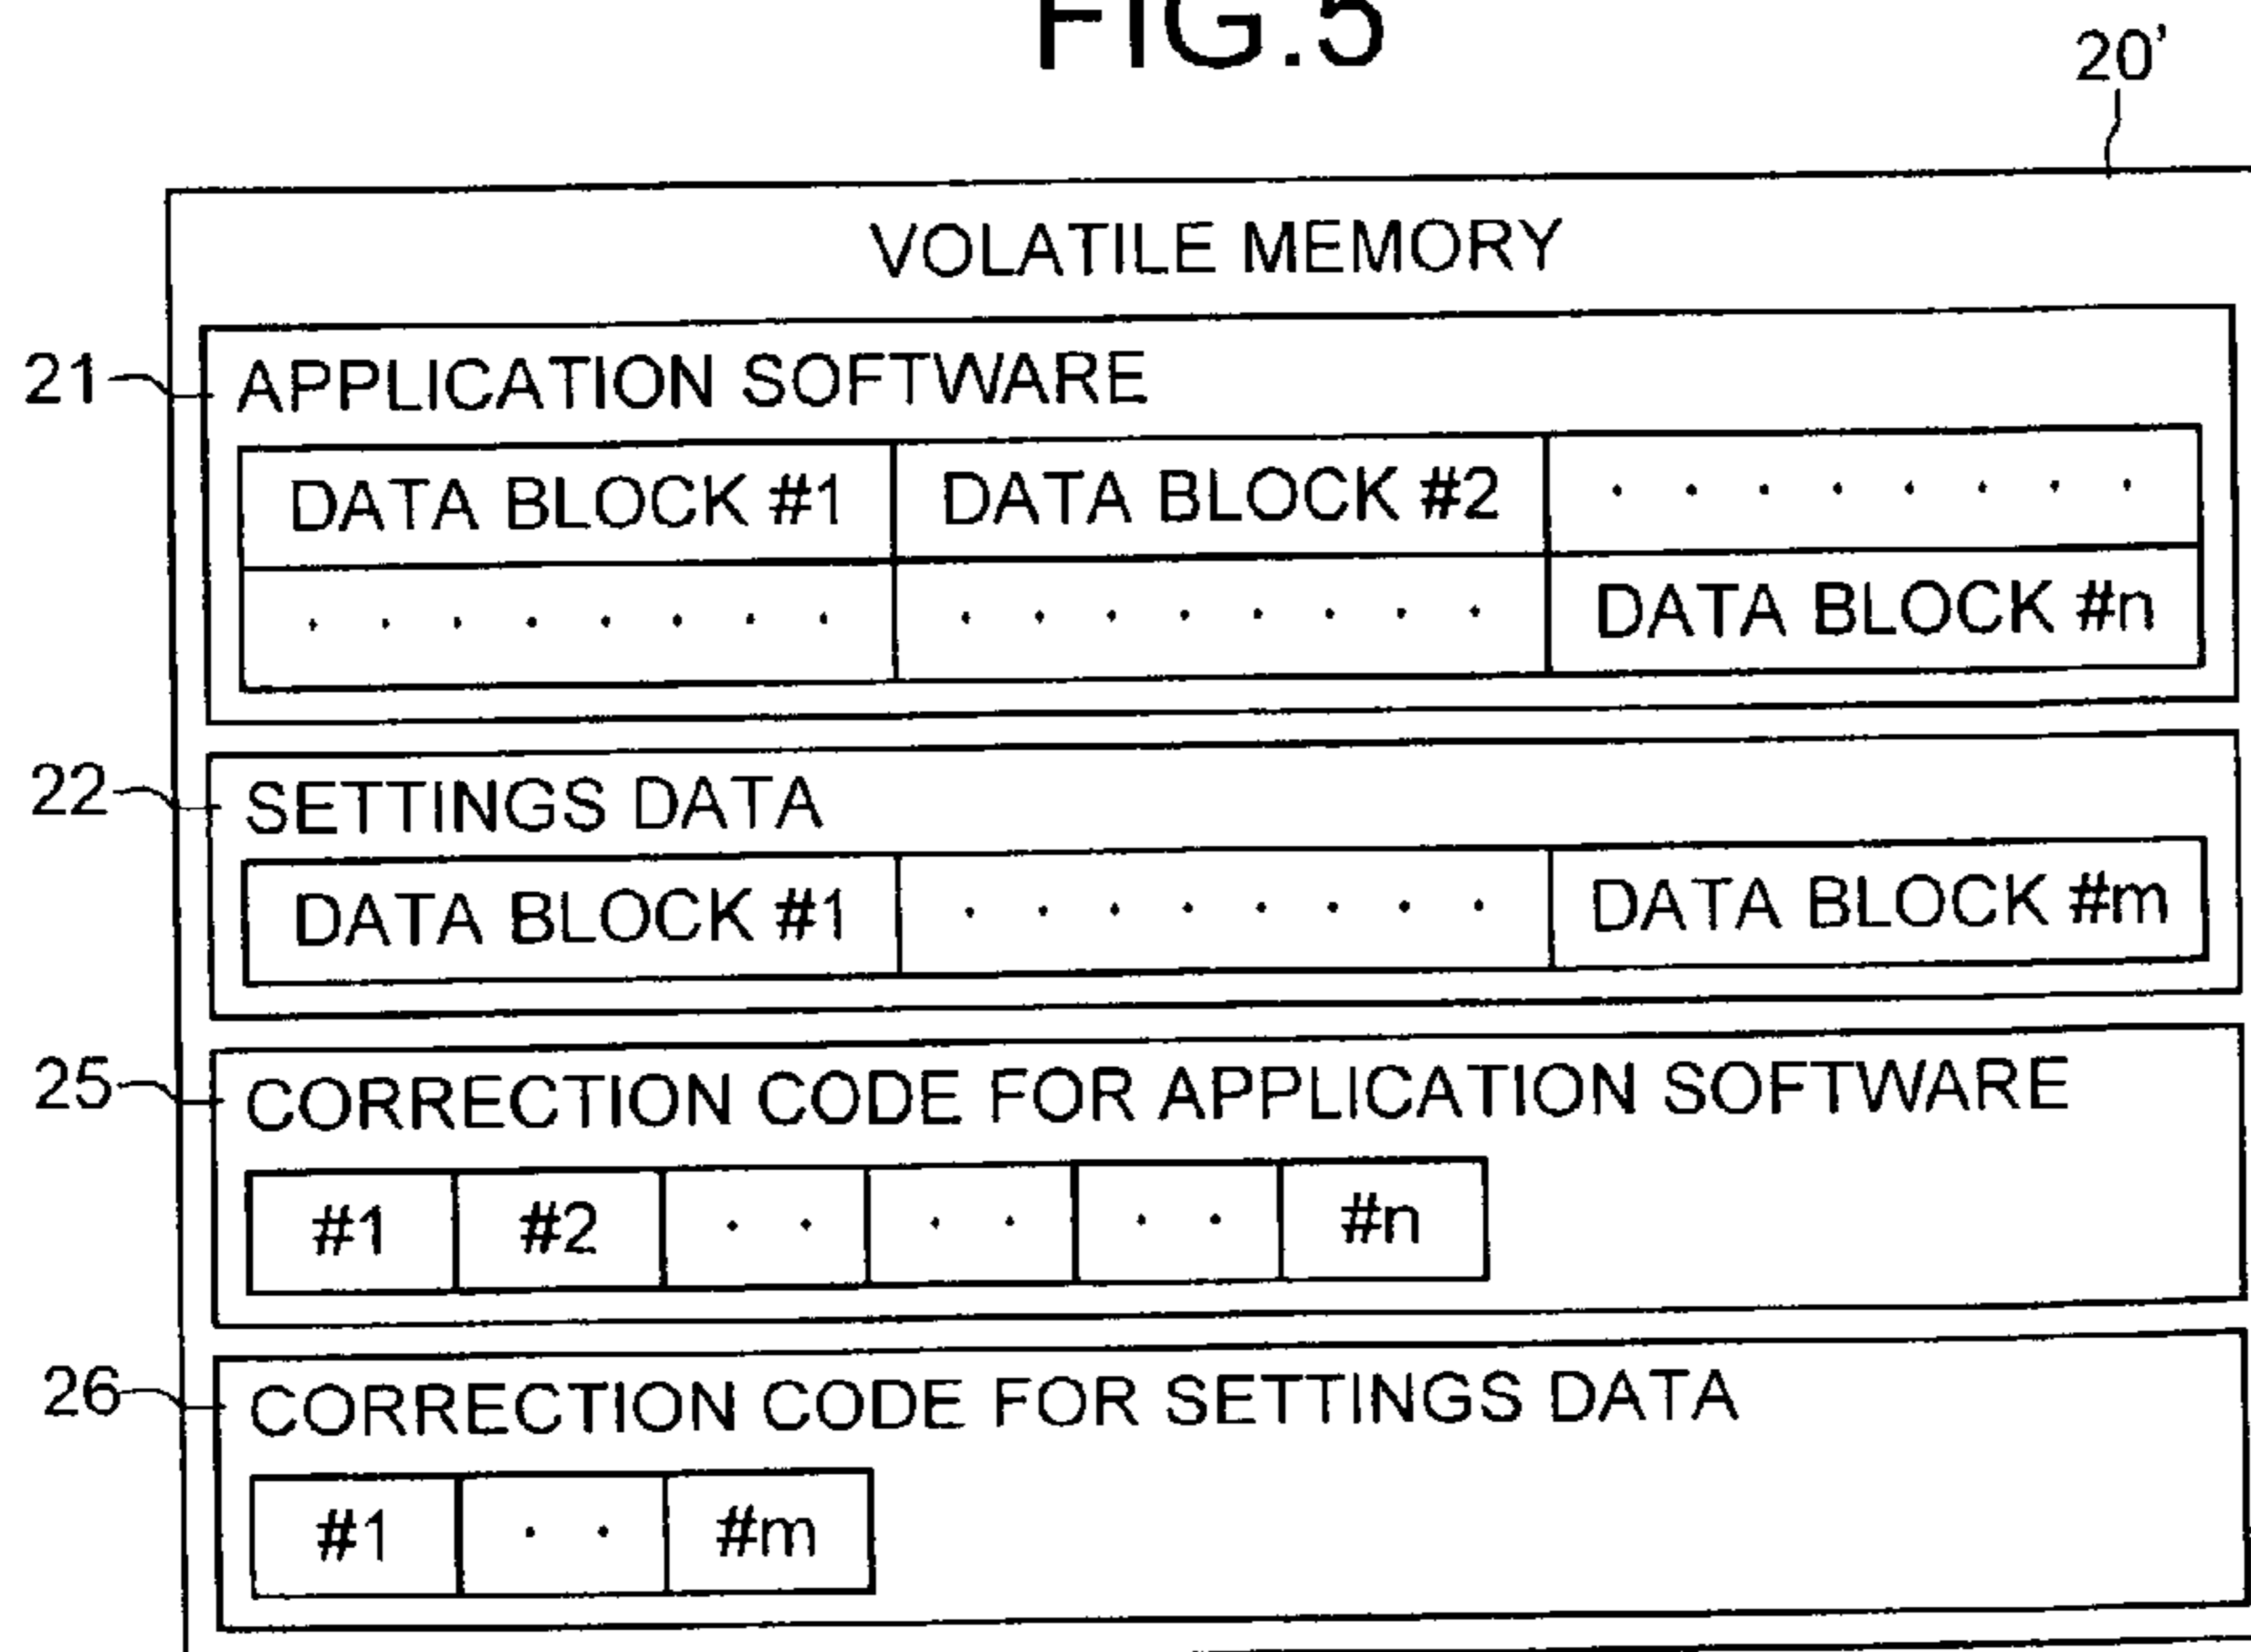 FIG.5
20'
VOLATILE MEMORY
21
APPLICATION SOFTWARE
DATA BLOCK #1 DATA BLOCK #2 . . . . . . . .
. . . . . . . . . . . . . . . . DATA BLOCK #n
22
SETTINGS DATA
DATA BLOCK #1 . . . . . . . . DATA BLOCK #m
25
CORRECTION CODE FOR APPLICATION SOFTWARE
#1 #2 . . . . . . #n
26
CORRECTION CODE FOR SETTINGS DATA
#1 . . #m